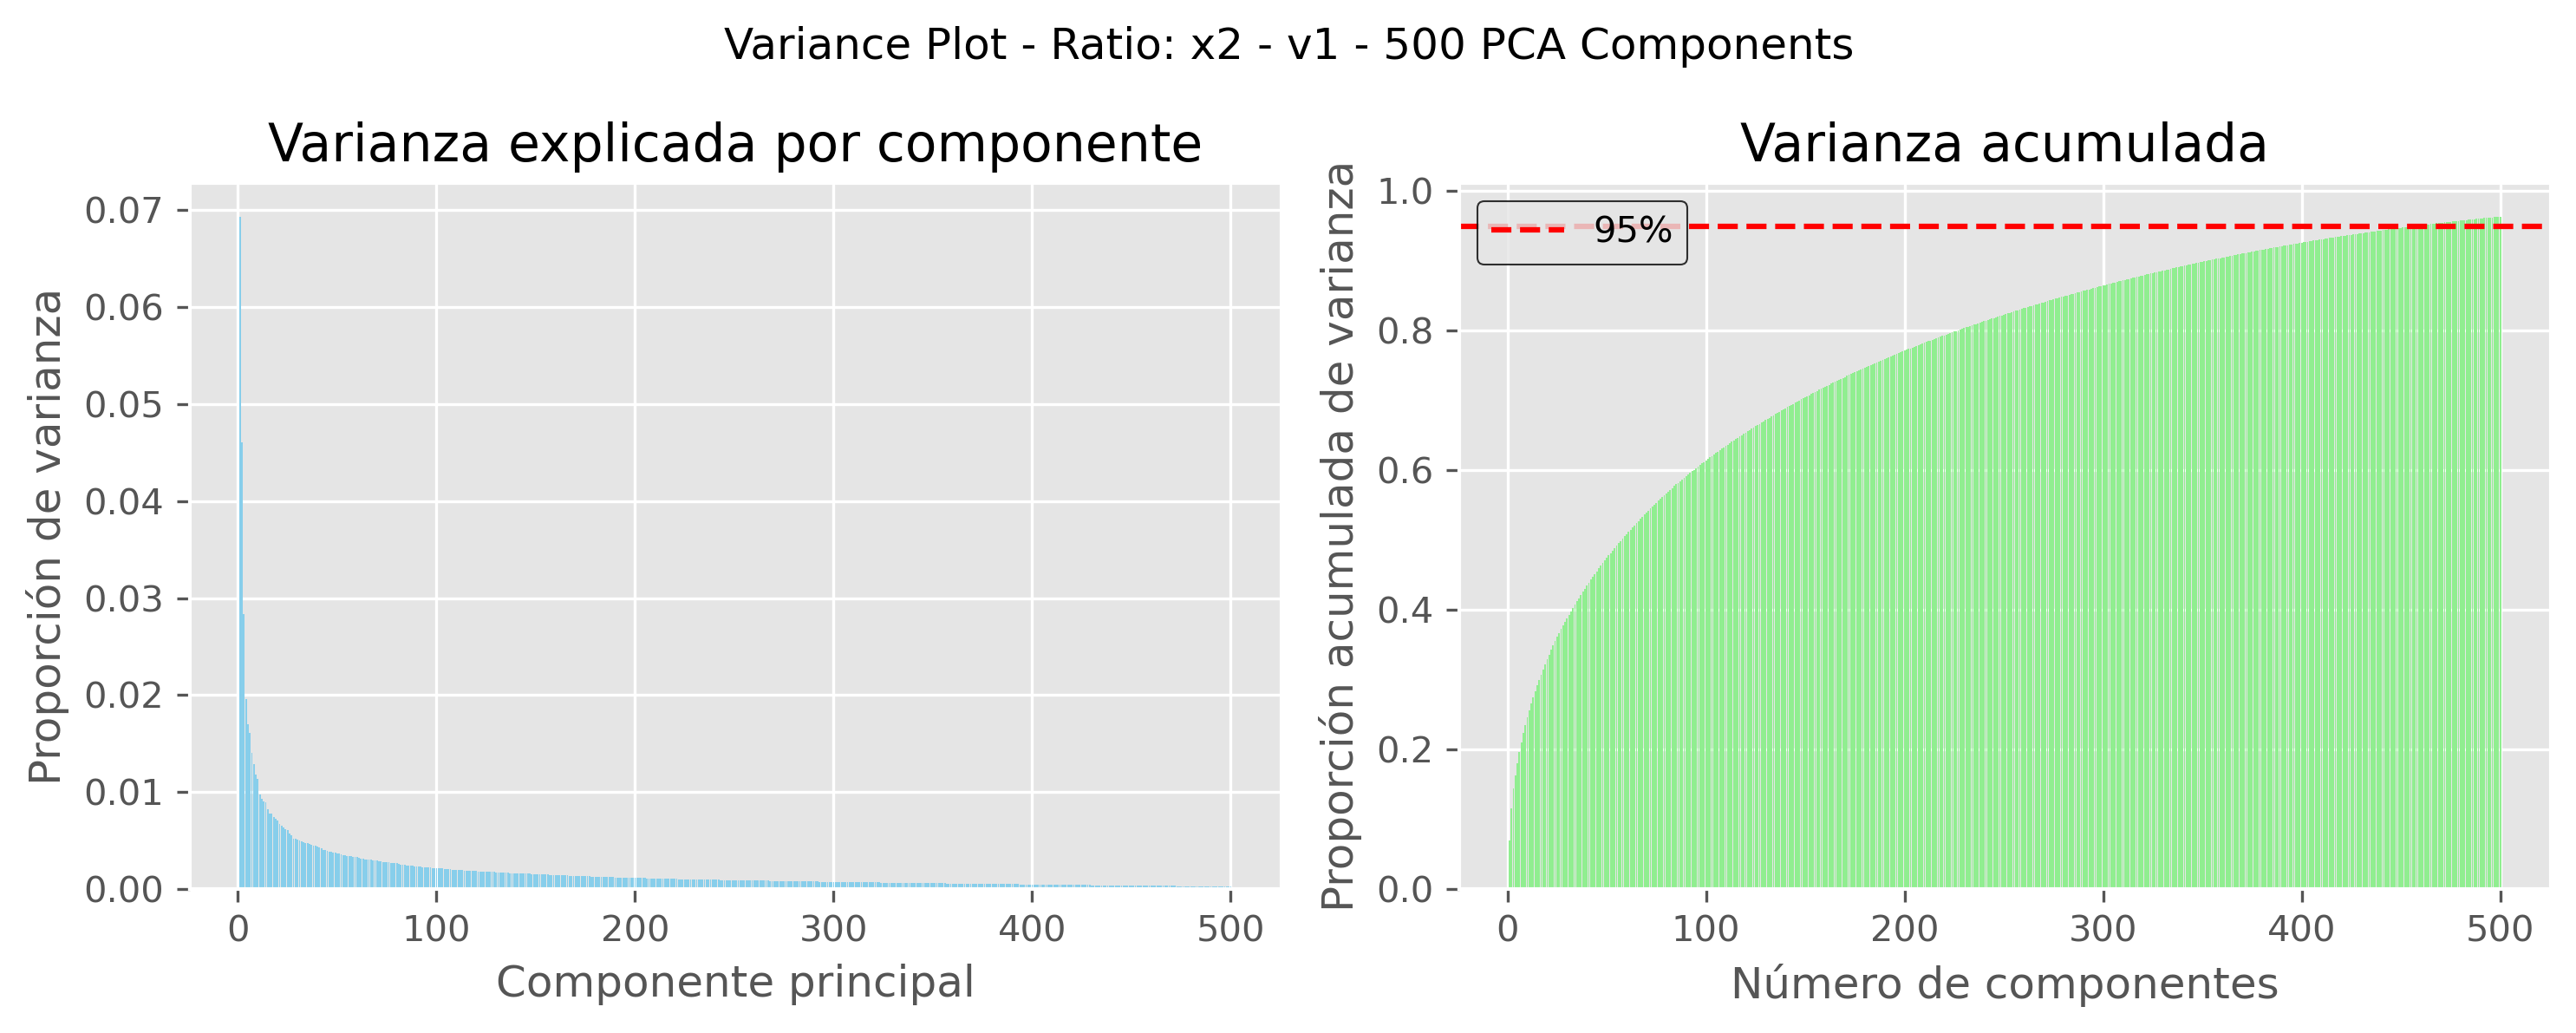 Variance Plot - Ratio: x2 - v1 - 500 PCA Components
Varianza explicada por componente
Proporción de varianza
0.07
0.06
0.05
0.04
0.03
0.02
0.01
0.00
0 100 200 300 400 500
Componente principal
Varianza acumulada
Proporción acumulada de varianza
1.0
0.8
0.6
0.4
0.2
0.0
95%
0 100 200 300 400 500
Número de componentes